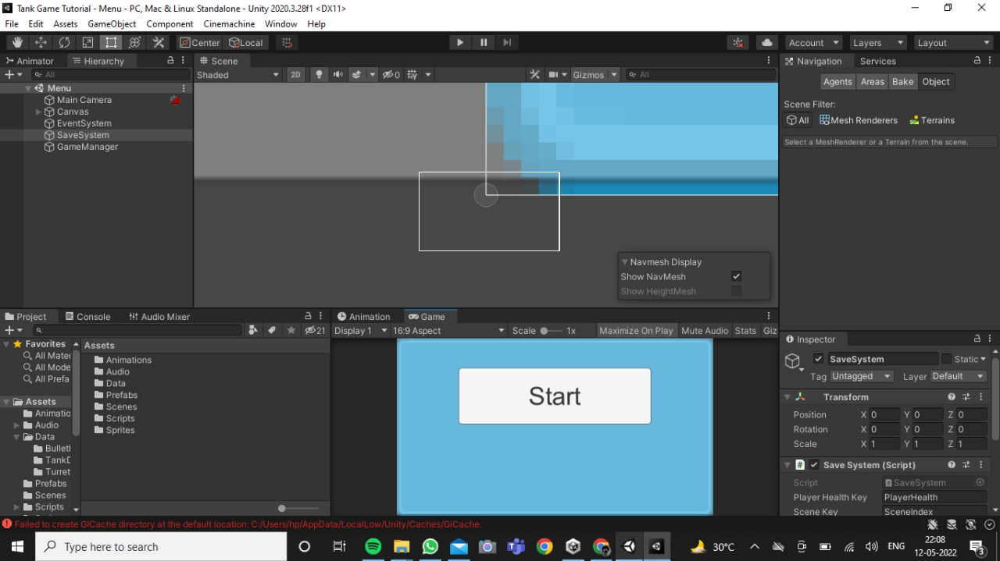 Tank Game Tutorial - Menu - PC, Mac & Linux Standalone - Unity 2020.3.28f1 <DX11>
File Edit Assets GameObject Component Cinemachine Window Help
Center Local Account Layers Layout
Animator Hierarchy Scene Navigation Services
All Shaded 2D 0 Gizmos All
Menu
Main Camera
Canvas
EventSystem
SaveSystem
GameManager
Agents Areas Bake Object
Scene Filter:
All Mesh Renderers Terrains
Select a MeshRenderer or a Terrain from the scene.
Navmesh Display
Show NavMesh
Show HeightMesh
Project Console Audio Mixer
21
Favorites
All Mater
All Mode
All Prefa
Assets
Animatio
Audio
Data
Bulletl
TankD
Turret
Prefabs
Scenes
Scripts
Assets
Animations
Audio
Data
Prefabs
Scenes
Scripts
Sprites
Animation Game
Display 1 16:9 Aspect Scale 1x Maximize On Play Mute Audio Stats Giz
Start
Inspector
SaveSystem Static
Tag Untagged Layer Default
Transform
Position X 0 Y 0 Z 0
Rotation X 0 Y 0 Z 0
Scale X 1 Y 1 Z 1
# Save System (Script)
Script SaveSystem
Player Health Key PlayerHealth
Scene Key SceneIndex
Failed to create GICache directory at the default location: C:/Users/hp/AppData/LocalLow/Unity/Caches/GiCache.
Type here to search
30°C ENG 22:08
12-05-2022
3